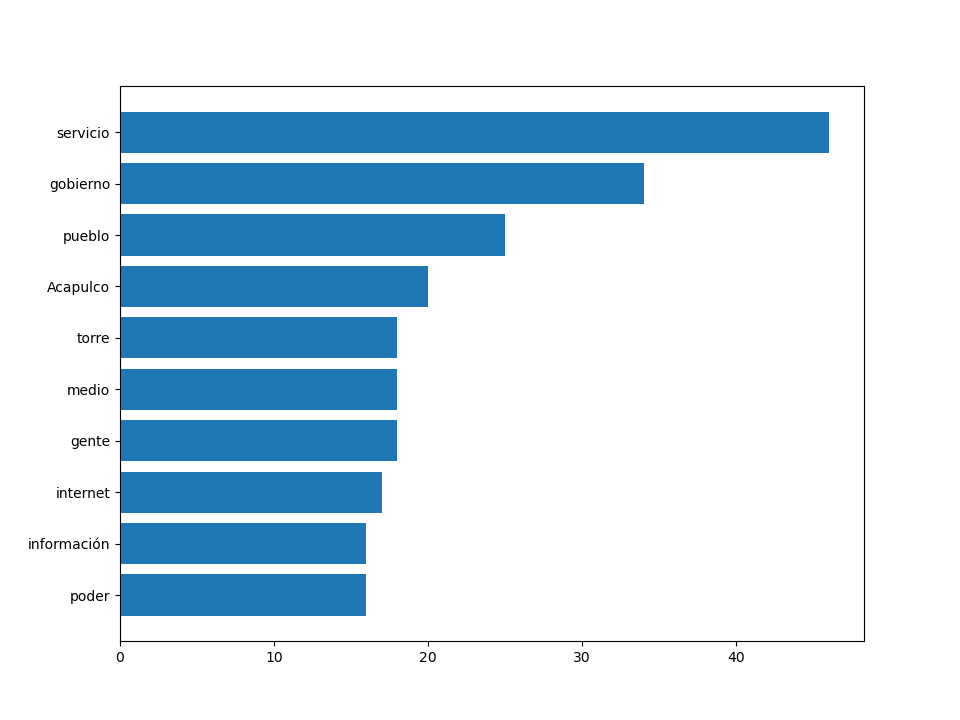 servicio
gobierno
pueblo
Acapulco
torre
medio
gente
internet
información
poder
0 10 20 30 40